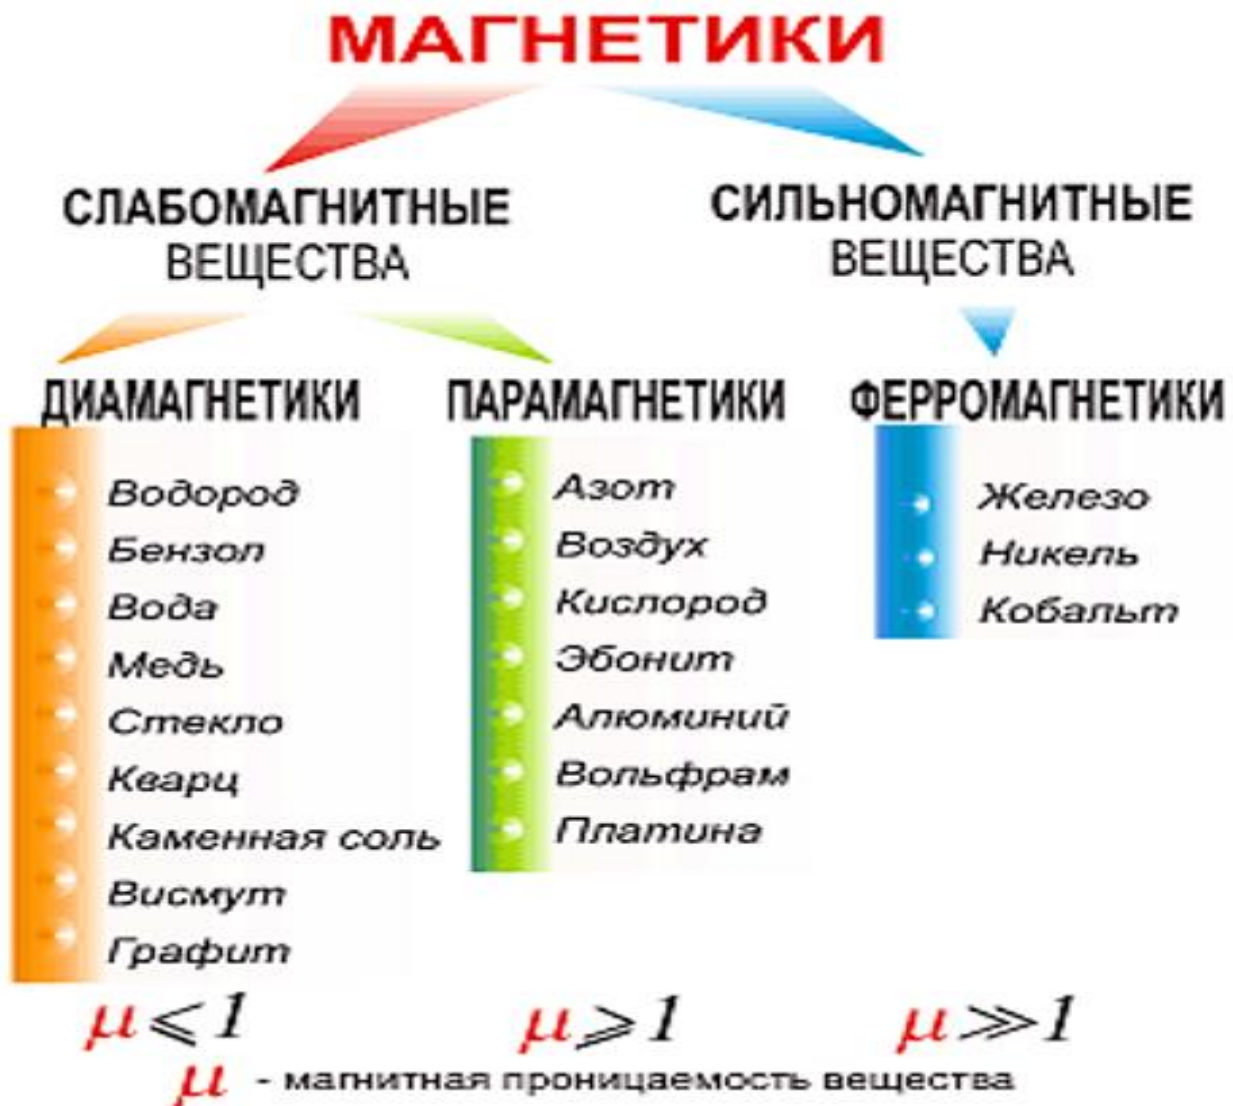 МАГНЕТИКИ
СЛАБОМАГНИТНЫЕ
ВЕЩЕСТВА
СИЛЬНОМАГНИТНЫЕ
ВЕЩЕСТВА
ДИАМАГНЕТИКИ
Водород
Бензол
Вода
Медь
Стекло
Кварц
Каменная соль
Висмут
Графит
μ ⩽ 1
ПАРАМАГНЕТИКИ
Азот
Воздух
Кислород
Эбонит
Алюминий
Вольфрам
Платина
μ ⩾ 1
ФЕРРОМАГНЕТИКИ
Железо
Никель
Кобальт
μ ≫ 1
μ - магнитная проницаемость вещества